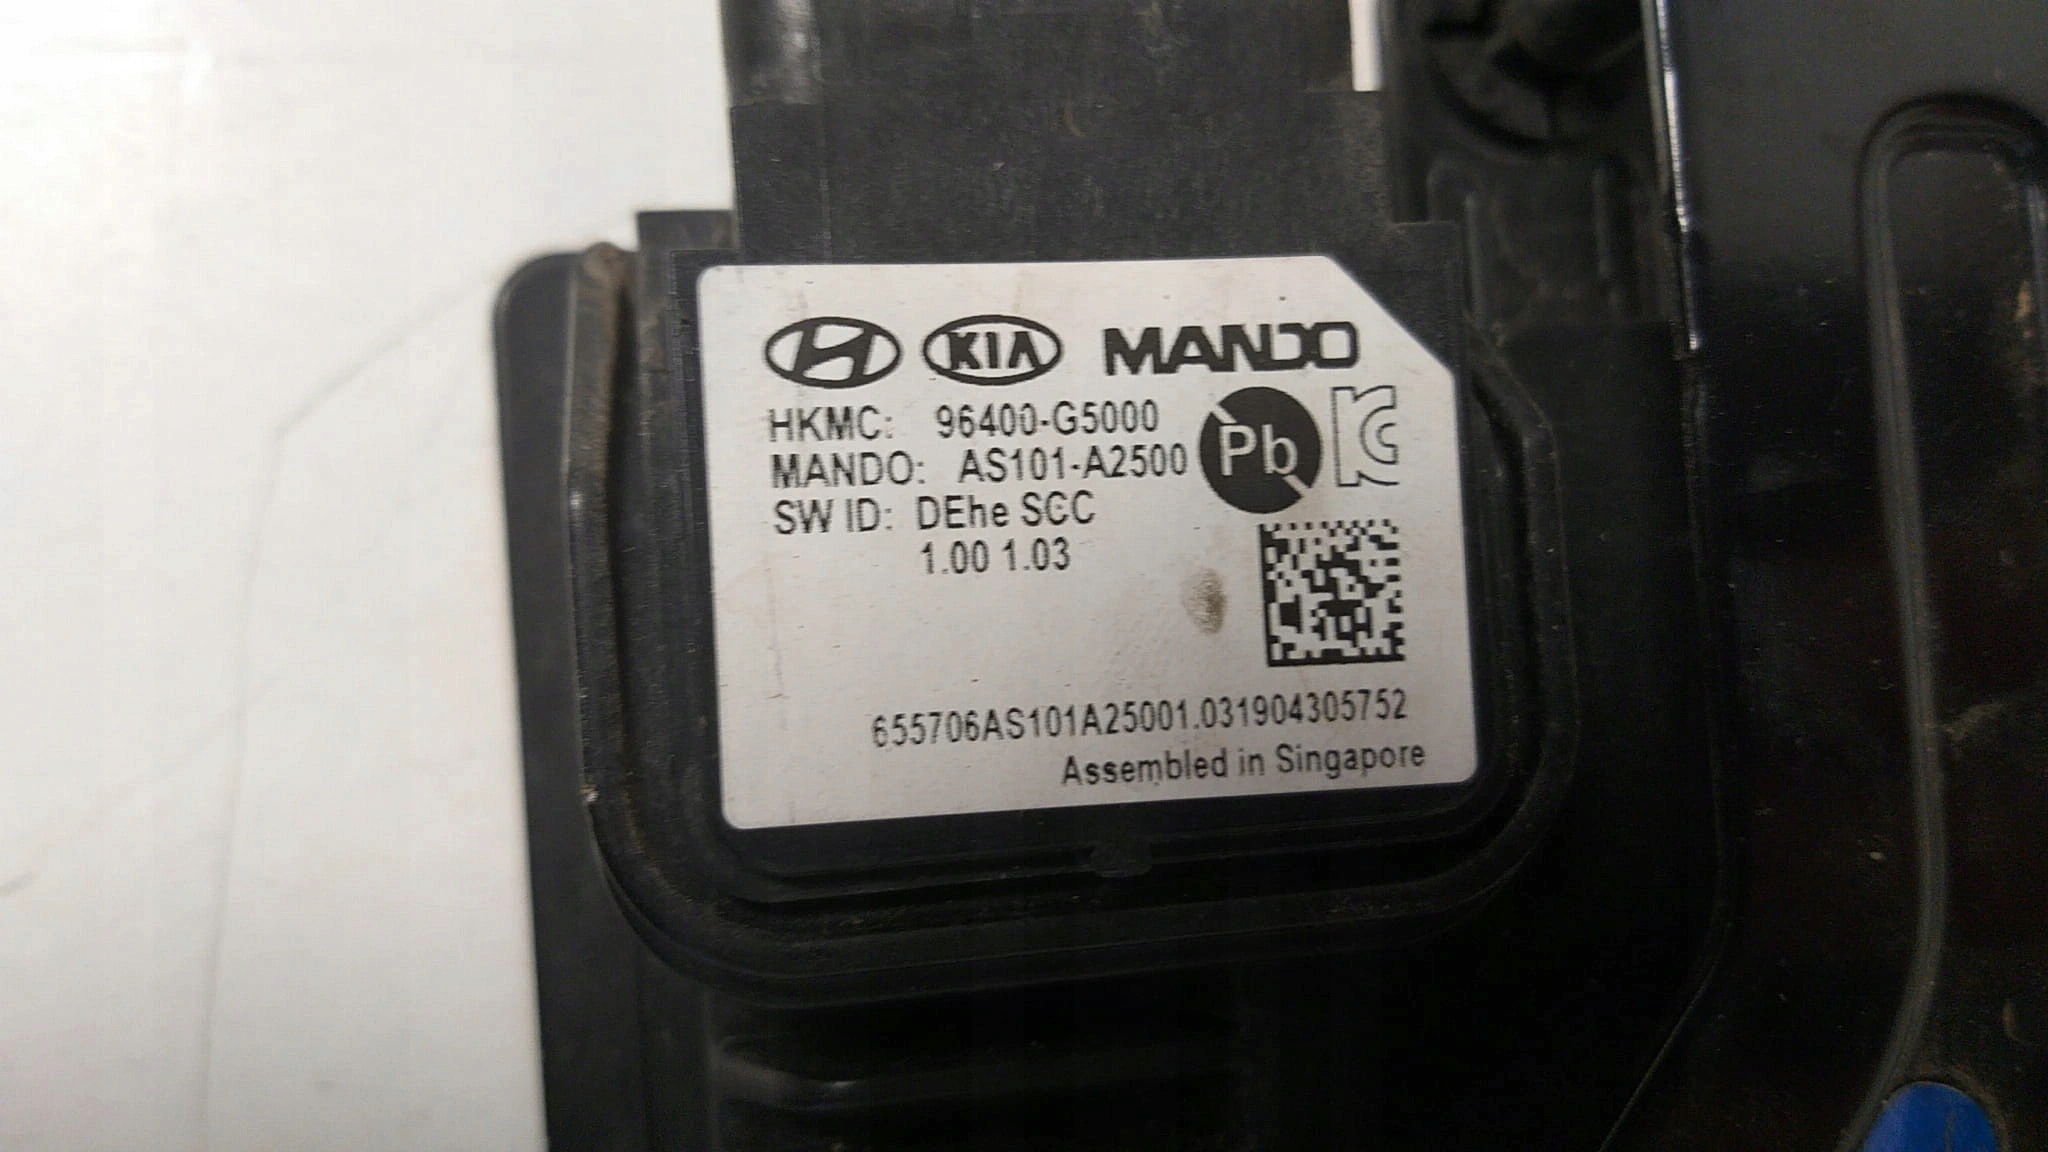 KIA MANDO
HKMC: 96400-G5000
MANDO: AS101-A2500
Pb
SW ID: DEhe SCC
1.00 1.03
655706AS101A25001.031904305752
Assembled in Singapore